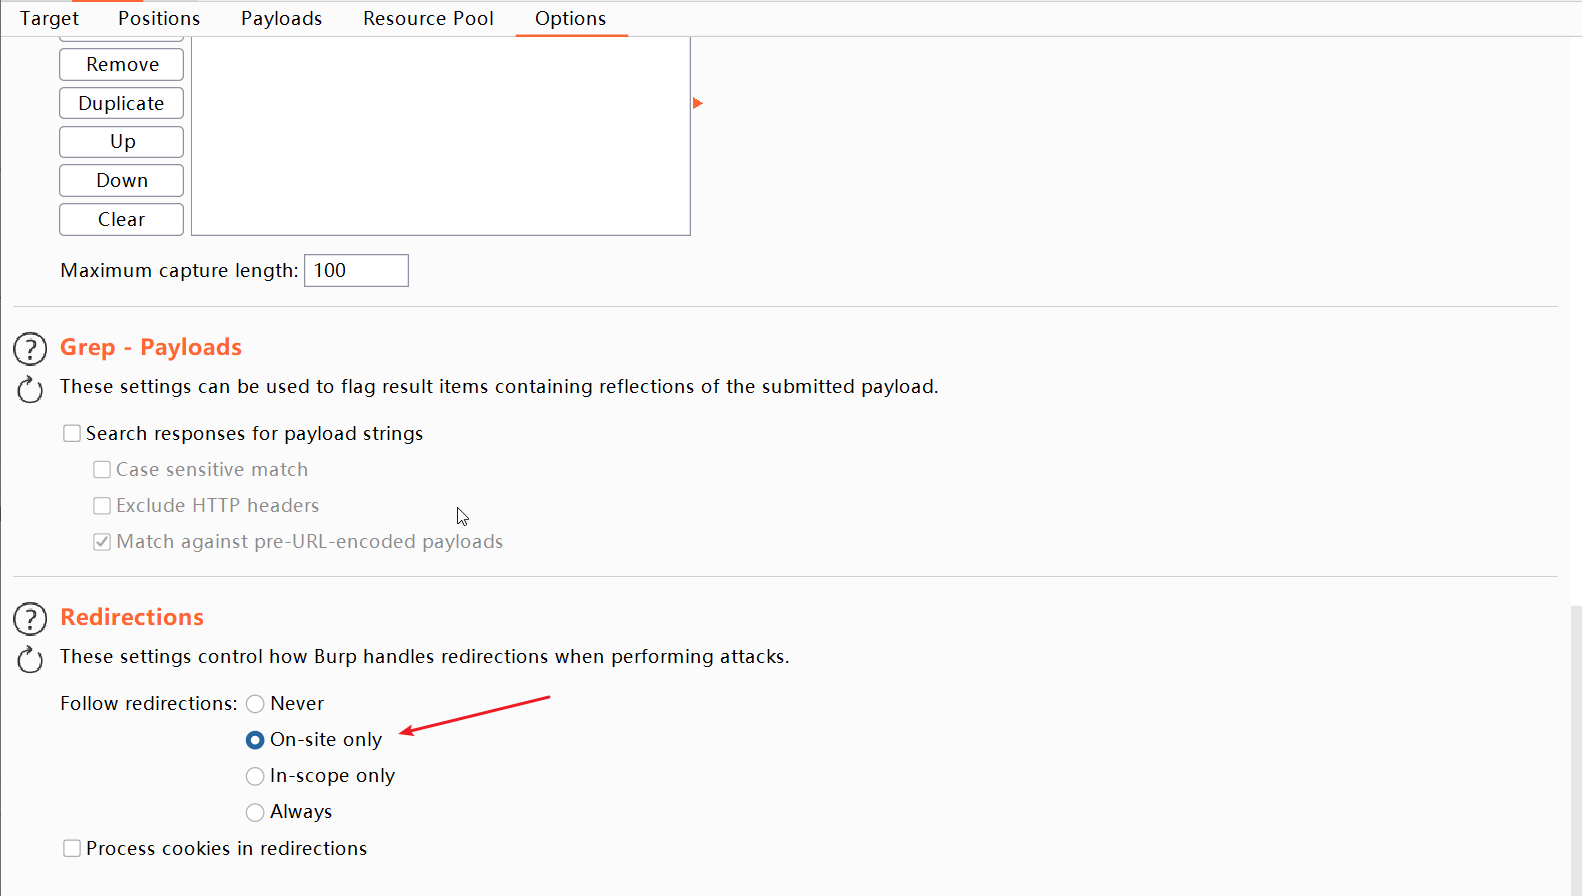 Target Positions Payloads Resource Pool Options
Remove
Duplicate
Up
Down
Clear
Maximum capture length: 100
? Grep - Payloads
These settings can be used to flag result items containing reflections of the submitted payload.
Search responses for payload strings
Case sensitive match
Exclude HTTP headers
Match against pre-URL-encoded payloads
? Redirections
These settings control how Burp handles redirections when performing attacks.
Follow redirections: Never
On-site only
In-scope only
Always
Process cookies in redirections